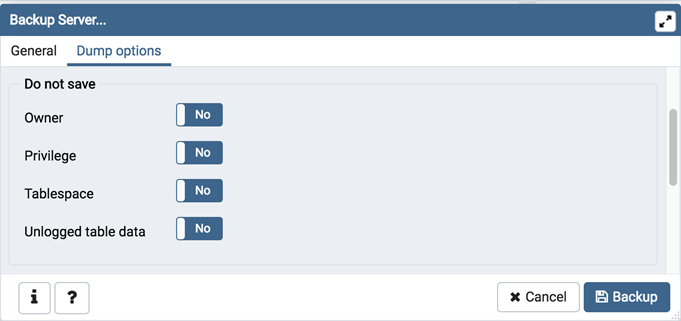 Backup Server...
General Dump options
Do not save
Owner No
Privilege No
Tablespace No
Unlogged table data No
i ? Cancel Backup